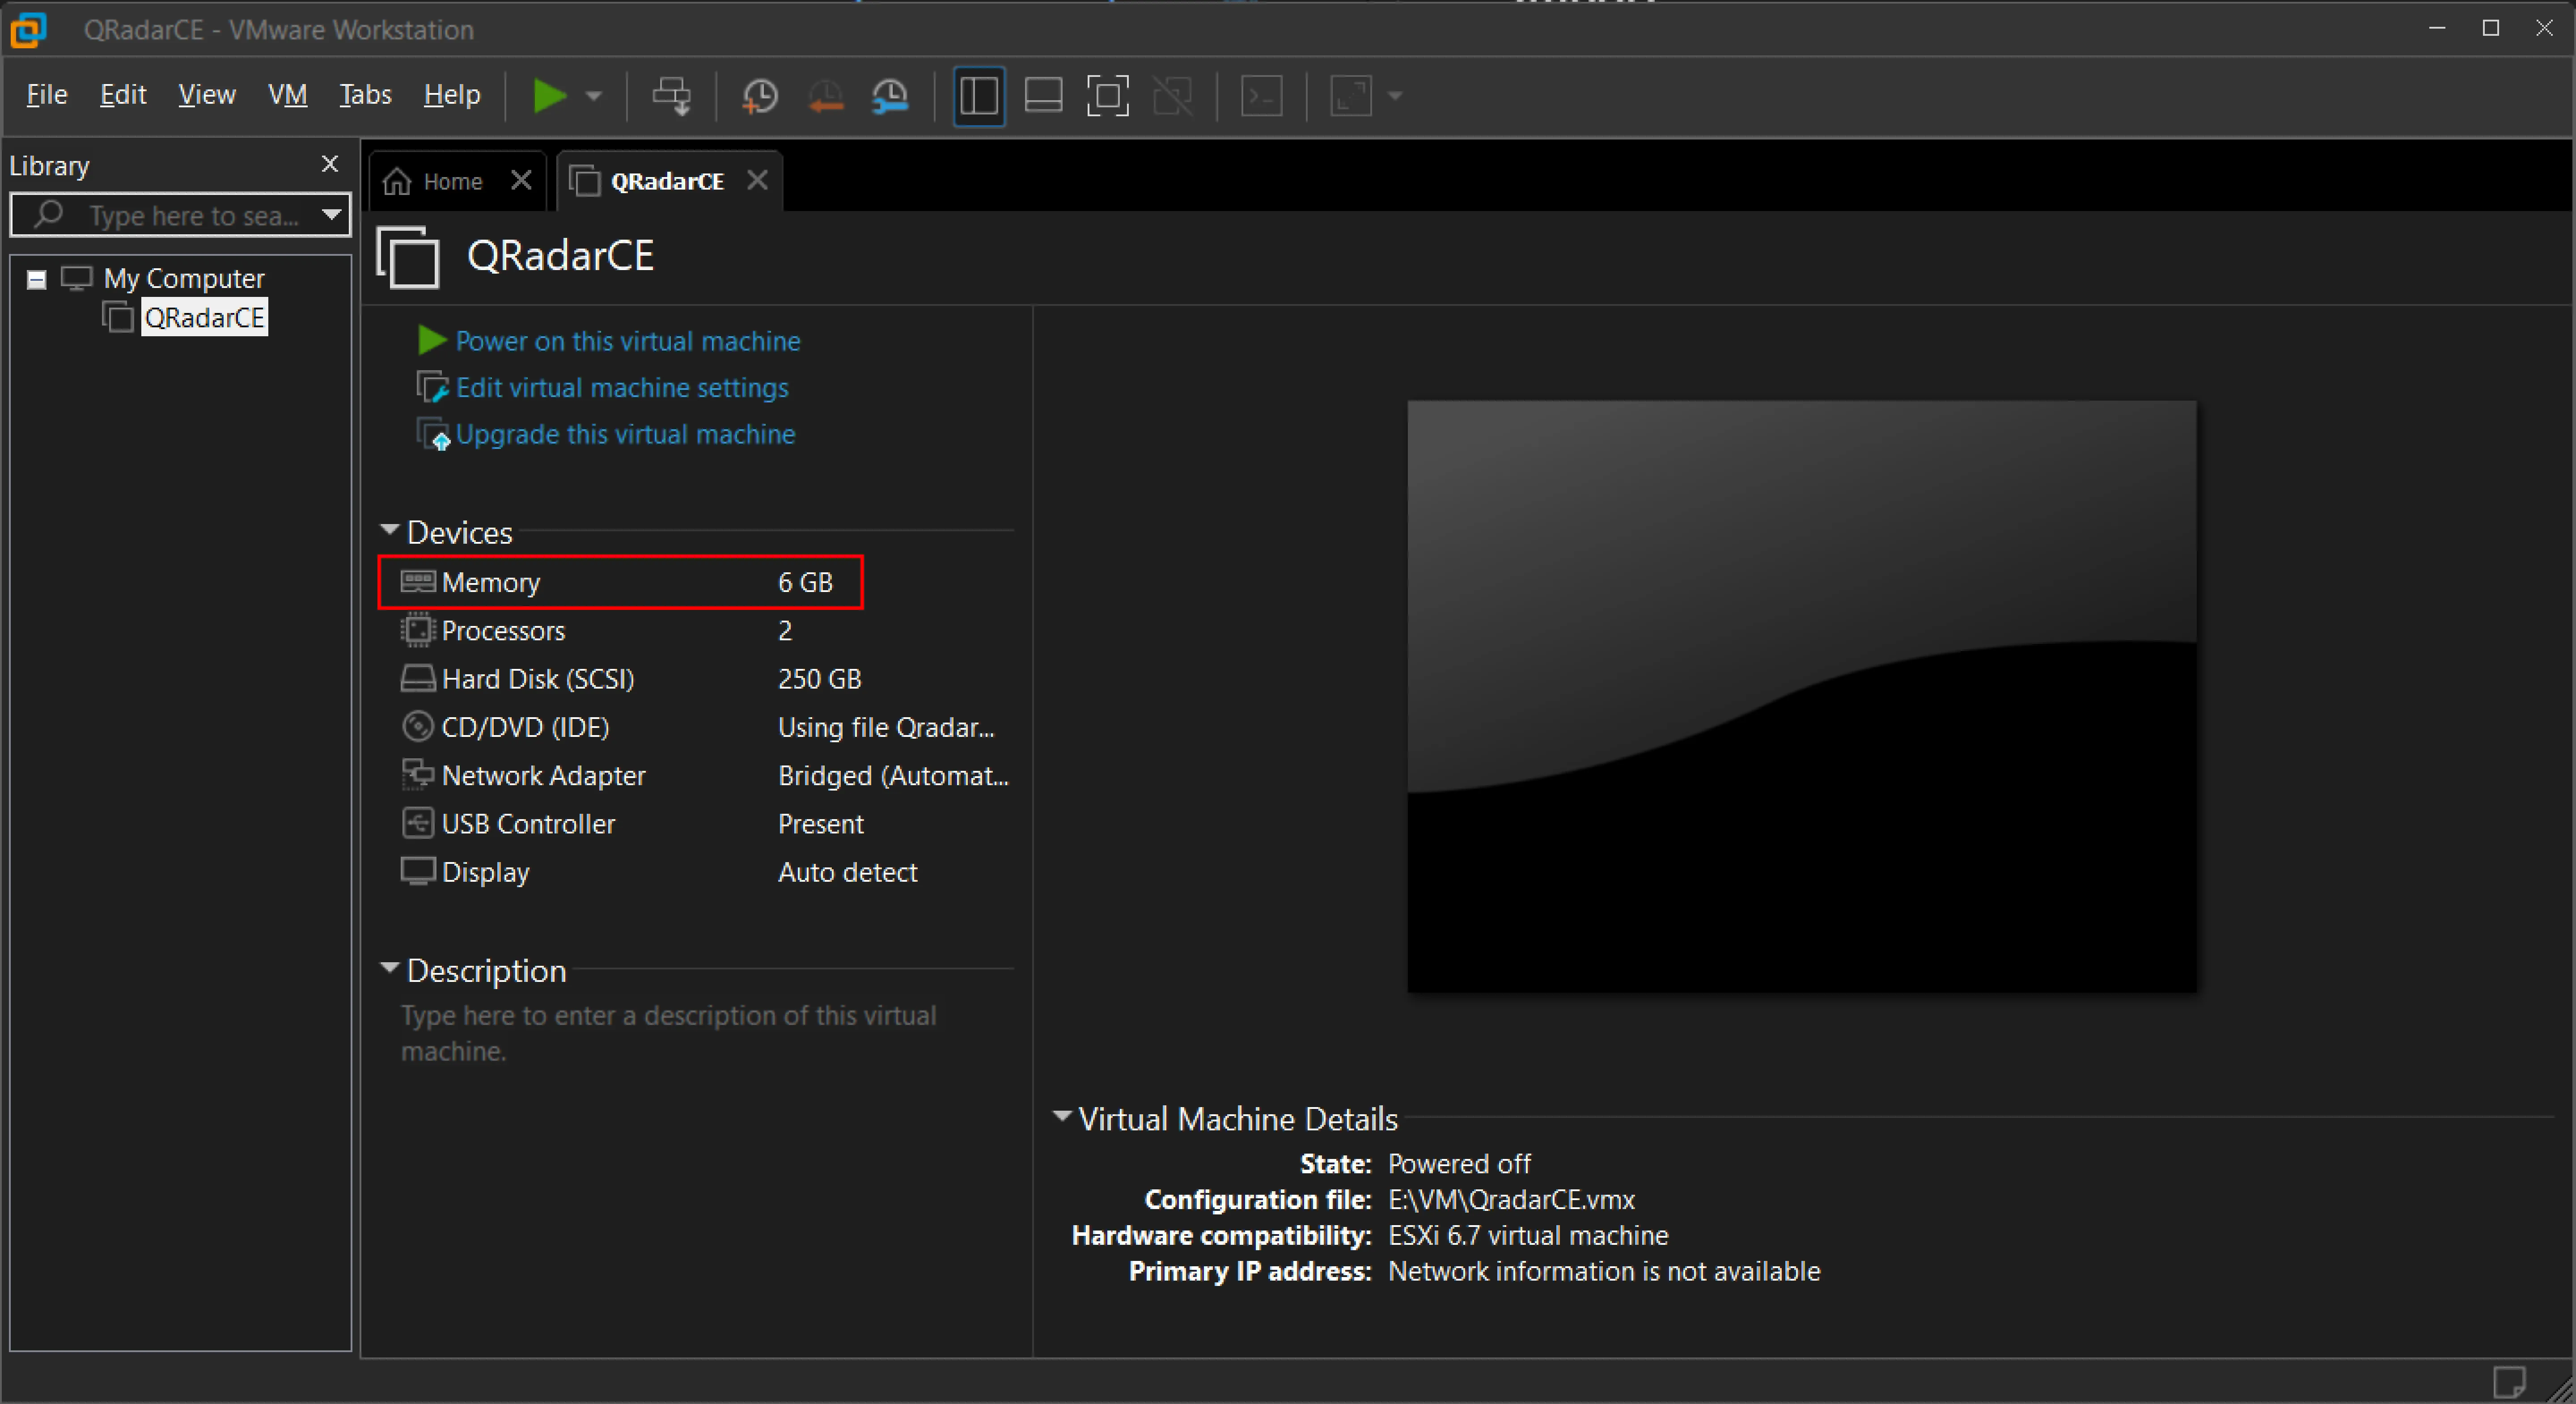 QRadarCE - VMware Workstation
File Edit View VM Tabs Help
Library
Type here to sea...
My Computer
QRadarCE
Home
QRadarCE
QRadarCE
Power on this virtual machine
Edit virtual machine settings
Upgrade this virtual machine
Devices
Memory 6 GB
Processors 2
Hard Disk (SCSI) 250 GB
CD/DVD (IDE) Using file Qradar...
Network Adapter Bridged (Automat...
USB Controller Present
Display Auto detect
Description
Type here to enter a description of this virtual
machine.
Virtual Machine Details
State: Powered off
Configuration file: E:\VM\QradarCE.vmx
Hardware compatibility: ESXi 6.7 virtual machine
Primary IP address: Network information is not available